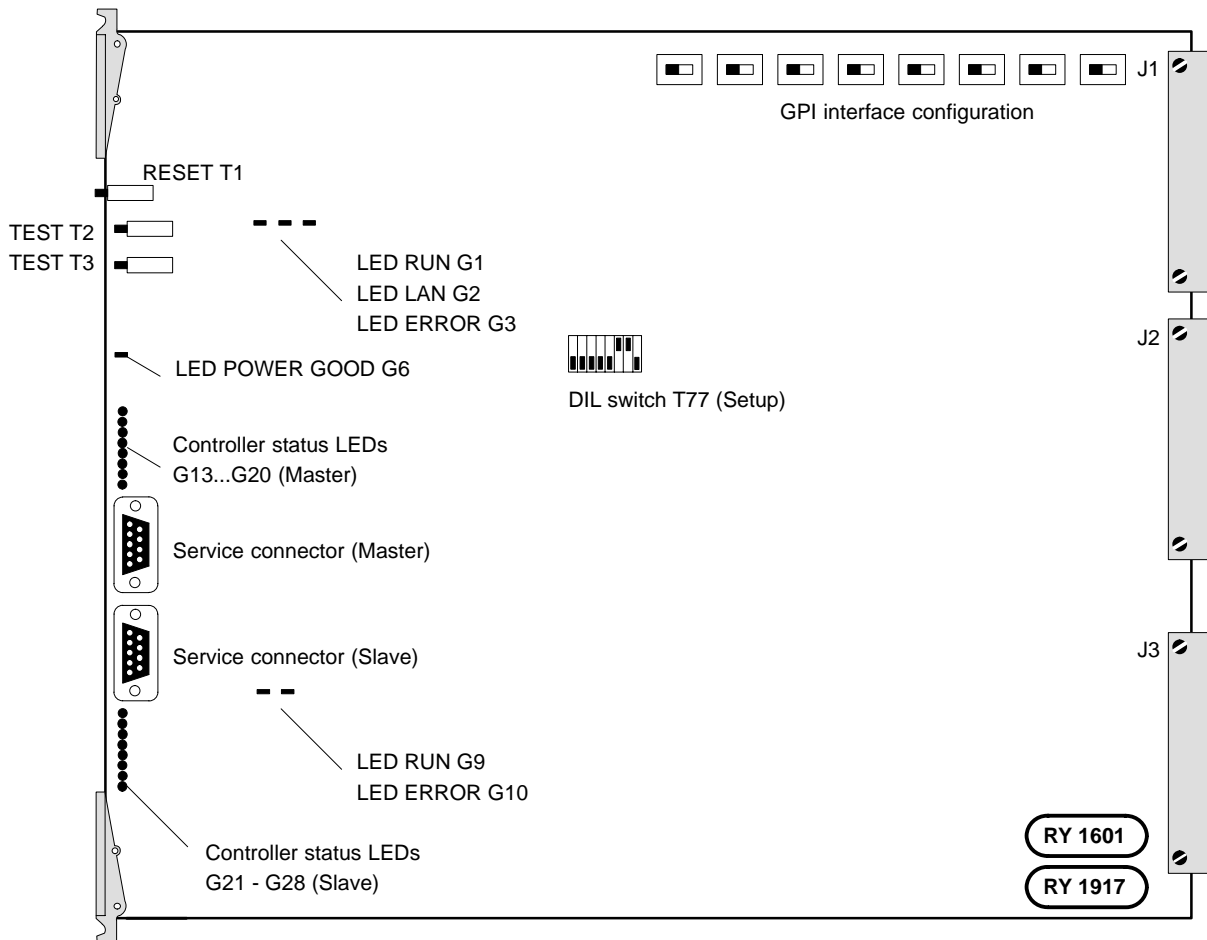 J1
GPI interface configuration
RESET T1
TEST T2
TEST T3
LED RUN G1
LED LAN G2
LED ERROR G3
J2
LED POWER GOOD G6
DIL switch T77 (Setup)
Controller status LEDs
G13...G20 (Master)
Service connector (Master)
Service connector (Slave)
J3
LED RUN G9
LED ERROR G10
Controller status LEDs
G21 - G28 (Slave)
RY 1601
RY 1917